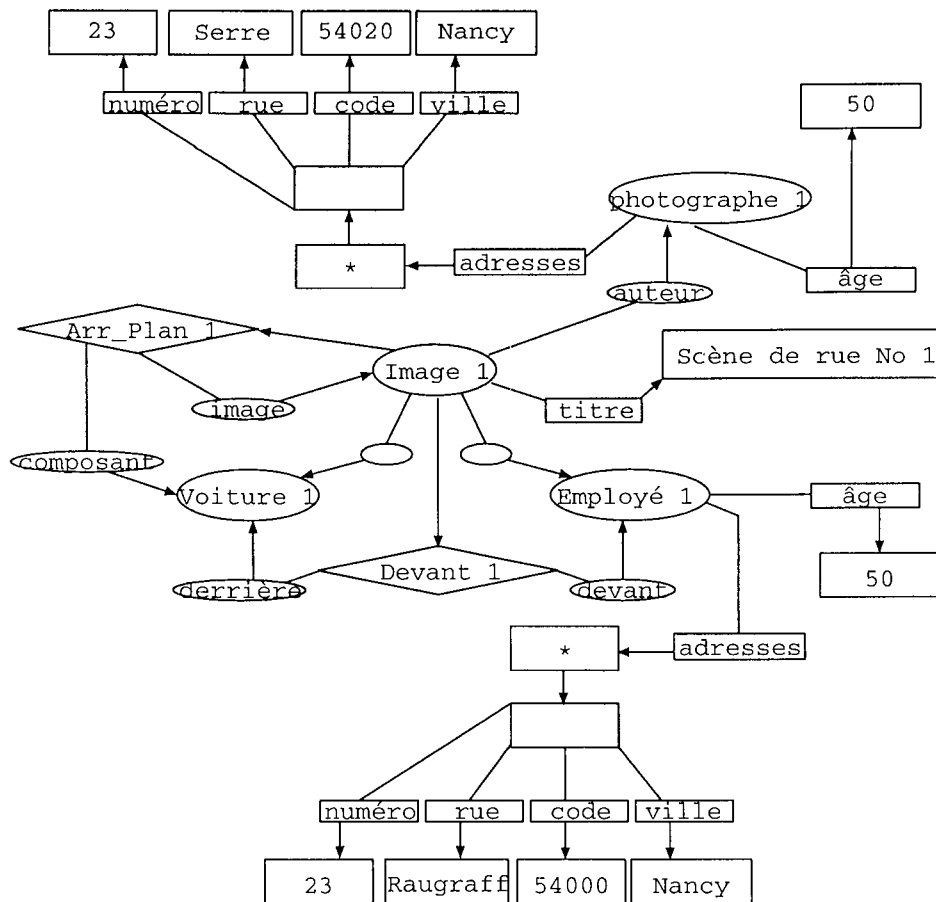 23 Serre 54020 Nancy
numéro rue code ville
50
photographe 1
* adresses âge
auteur
Arr_Plan 1
Image 1 Scène de rue No 1
image titre
composant
Voiture 1 Employé 1 âge
Devant 1 50
derrière devant
* adresses
numéro rue code ville
23 Raugraff 54000 Nancy